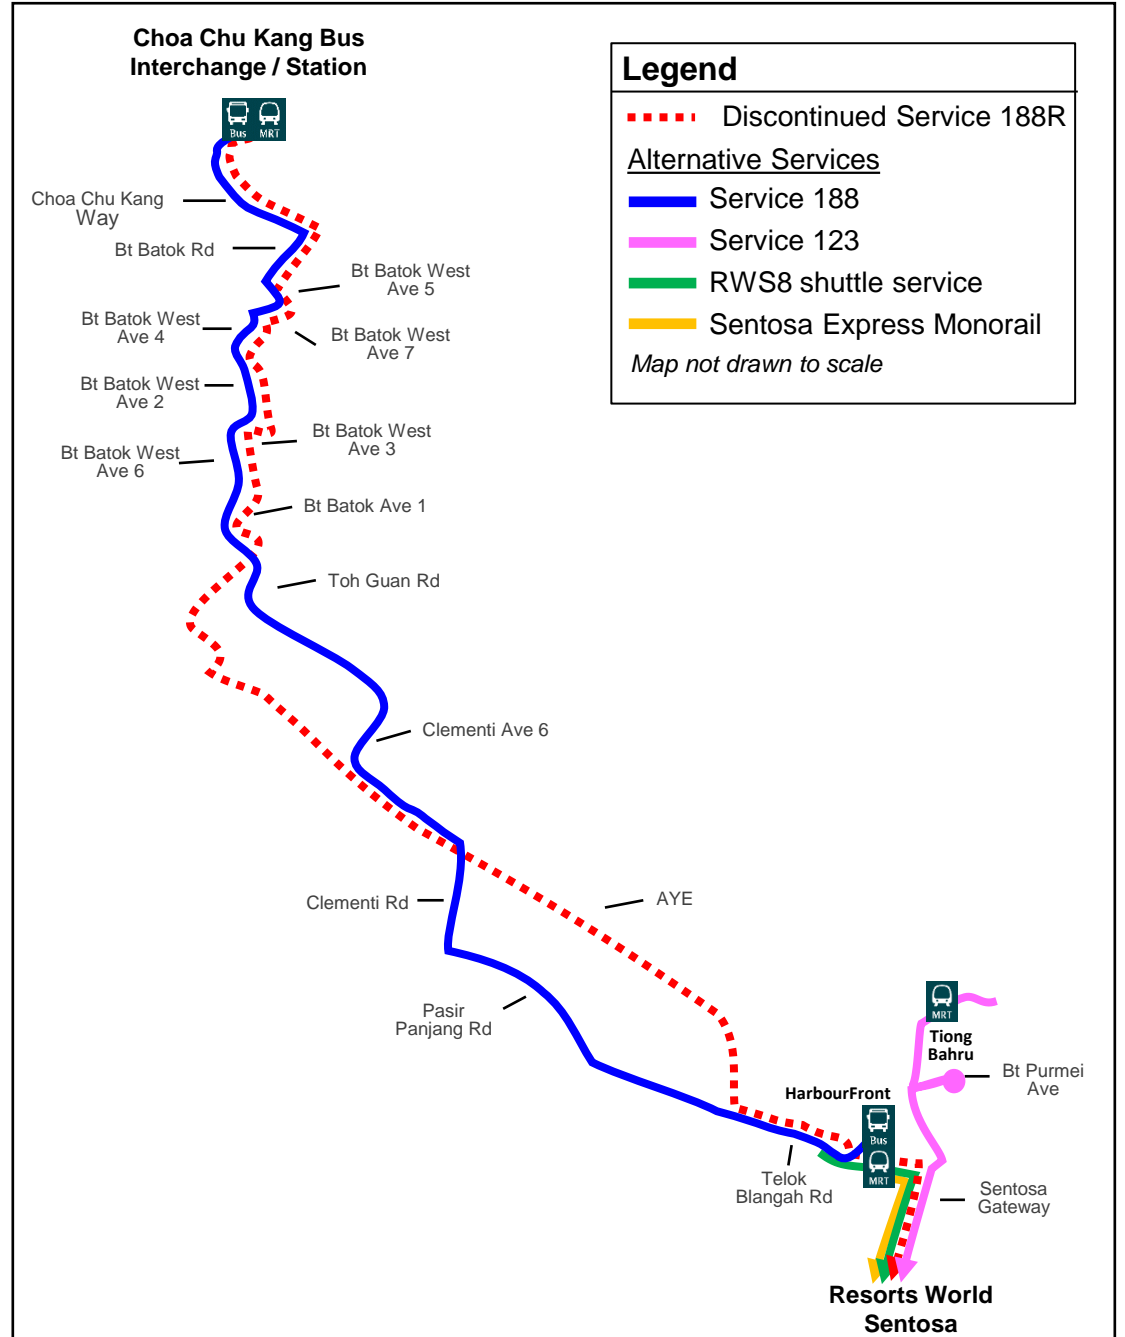 Choa Chu Kang Bus
Interchange / Station
Bus MRT
Legend
Discontinued Service 188R
Alternative Services
Service 188
Service 123
RWS8 shuttle service
Sentosa Express Monorail
Map not drawn to scale
Choa Chu Kang
Way
Bt Batok Rd
Bt Batok West
Ave 5
Bt Batok West
Ave 4
Bt Batok West
Ave 7
Bt Batok West
Ave 2
Bt Batok West
Ave 3
Bt Batok West
Ave 6
Bt Batok Ave 1
Toh Guan Rd
Clementi Ave 6
Clementi Rd
AYE
Pasir
Panjang Rd
MRT
Tiong
Bahru
Bt Purmei
Ave
HarbourFront
Bus
MRT
Telok
Blangah Rd
Sentosa
Gateway
Resorts World
Sentosa